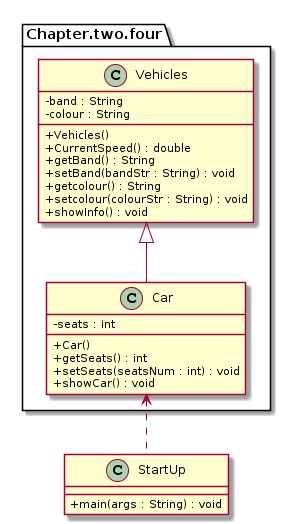 Chapter.two.four
C Vehicles
-band : String
-colour : String
+Vehicles()
+CurrentSpeed() : double
+getBand() : String
+setBand(bandStr : String) : void
+getcolour() : String
+setcolour(colourStr : String) : void
+showInfo() : void
C Car
-seats : int
+Car()
+getSeats() : int
+setSeats(seatsNum : int) : void
+showCar() : void
C StartUp
+main(args : String) : void